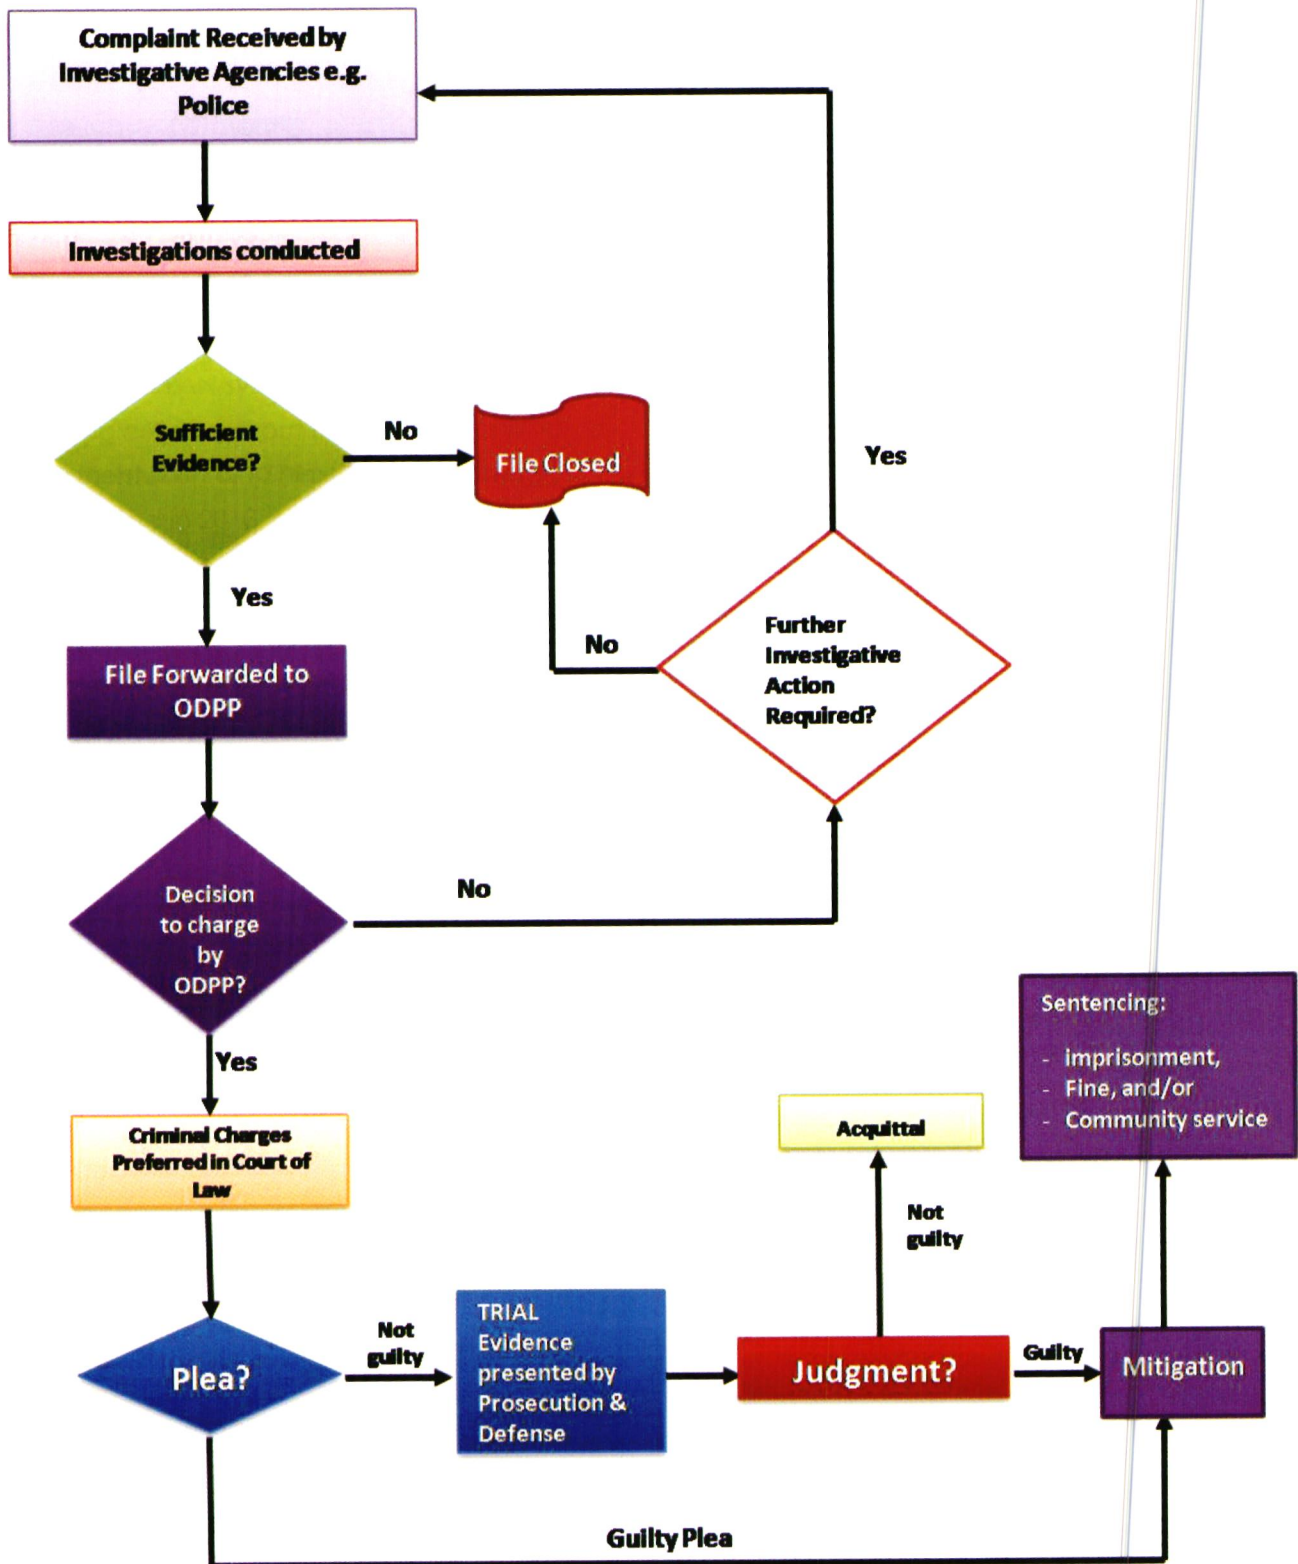 Complaint Received by
Investigative Agencies e.g.
Police
Investigations conducted
Sufficient
Evidence?
No
File Closed
Yes
Yes
File Forwarded to
ODPP
No
Further
Investigative
Action
Required?
Decision
to charge
by
ODPP?
No
Yes
Sentencing:
- imprisonment,
- Fine, and/or
- Community service
Criminal Charges
Preferred in Court of
Law
Acquittal
Not
guilty
Plea?
Not
guilty
TRIAL
Evidence
presented by
Prosecution &
Defense
Judgment?
Guilty
Mitigation
Guilty Plea